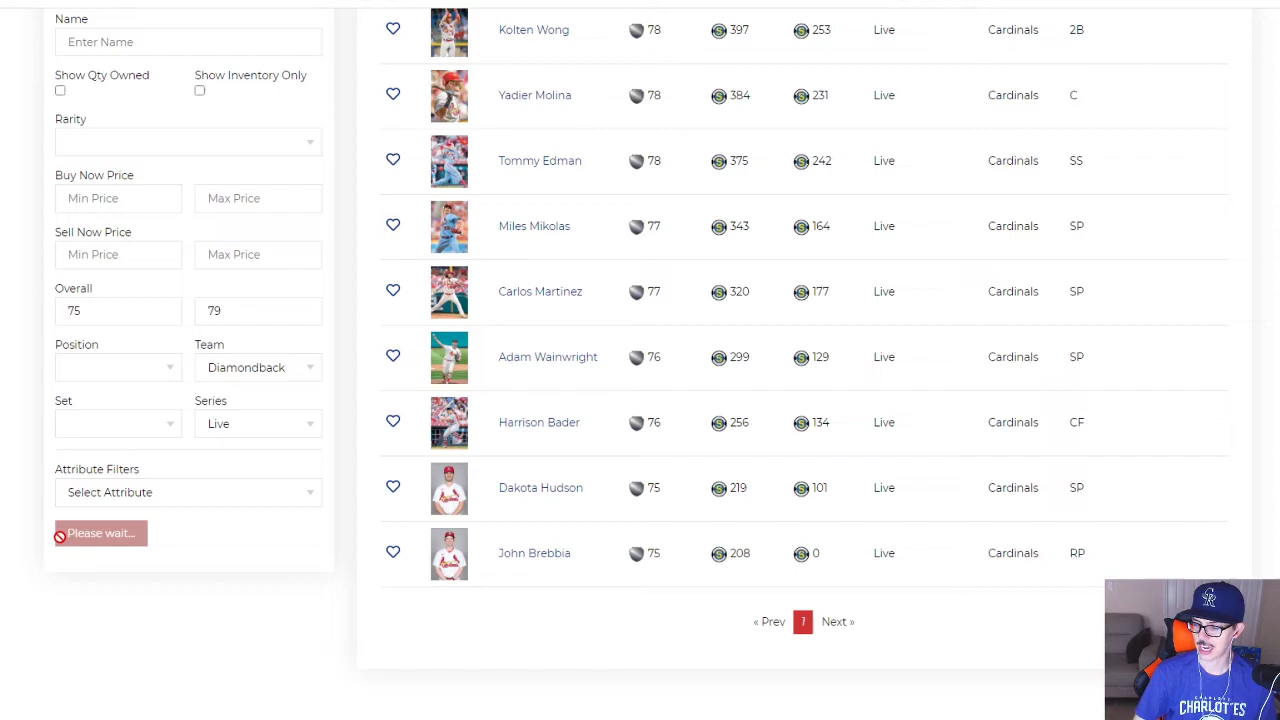 Name
Enter Name
Show Qty Owned Show Inventory Only
Rarity
Buy Now Price
Min Price Max Price
Sell Now Price
Min Price Max Price
Overall
75 79
Position Team
Diamondback
Set Series
Live
Attribute Filters
Select Attribute
Please wait...
Kolten Wong 78 397 253 Live Cardinals 2B
Yadier Molina 78 384 231 Live Cardinals C
Tommy Edman 78 375 242 Live Cardinals SS
Miles Mikolas 77 343 164 Live Cardinals SP
Carlos Martinez 77 320 177 Live Cardinals SP
Adam Wainwright 76 299 129 Live Cardinals SP
Harrison Bader 76 256 134 Live Cardinals CF
Dakota Hudson 75 219 101 Live Cardinals SP
John Brebbia 75 208 0 Live Cardinals RP
« Prev 1 Next »
CR
CHARLOTTES